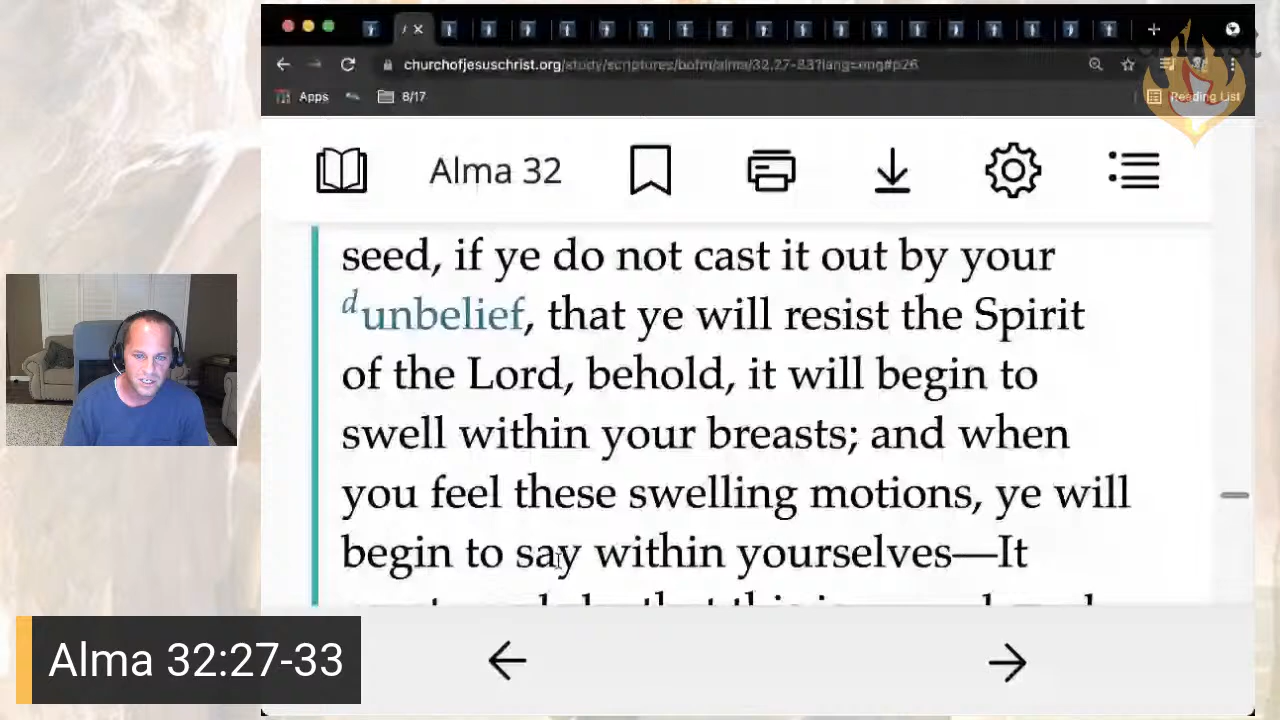 churchofjesuschrist.org/study/scriptures/bofm/alma/32.27-33?lang=eng#p26
Apps
8/17
Reading List
Alma 32
seed, if ye do not cast it out by your
d unbelief, that ye will resist the Spirit
of the Lord, behold, it will begin to
swell within your breasts; and when
you feel these swelling motions, ye will
begin to say within yourselves—It
Alma 32:27-33